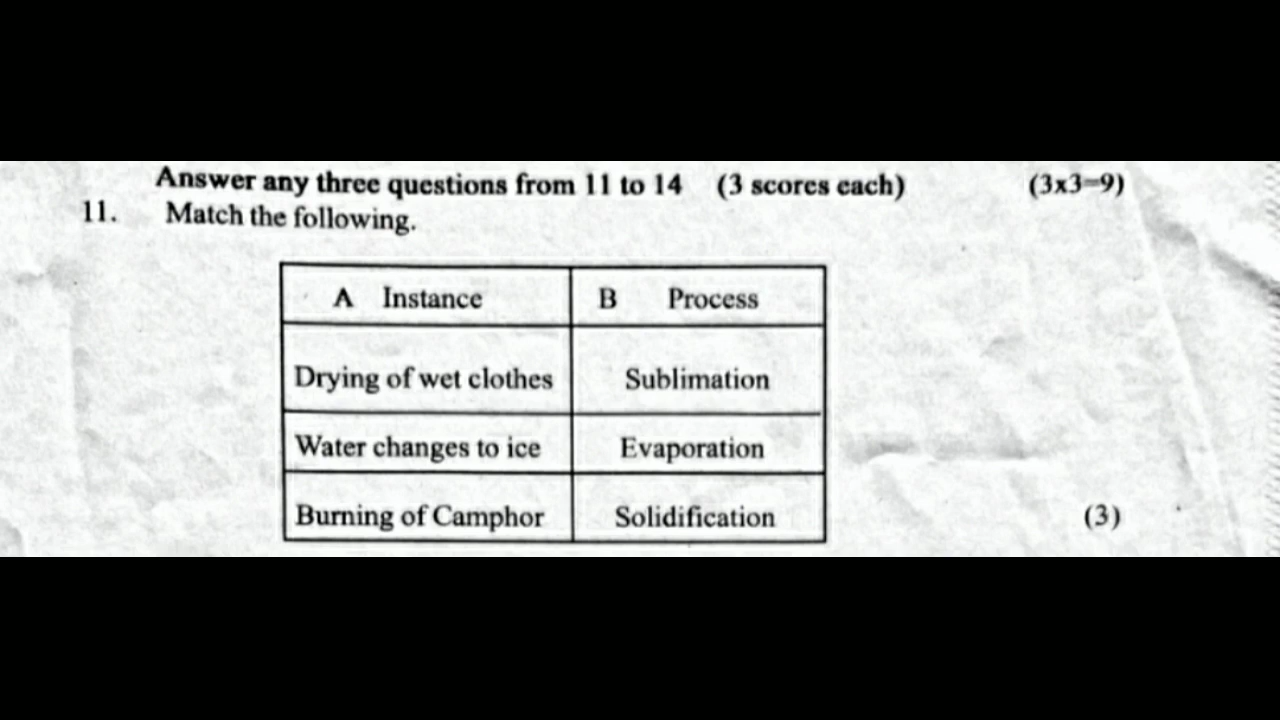 Answer any three questions from 11 to 14 (3 scores each) (3x3=9)
11. Match the following.
A Instance B Process
Drying of wet clothes Sublimation
Water changes to ice Evaporation
Burning of Camphor Solidification (3)